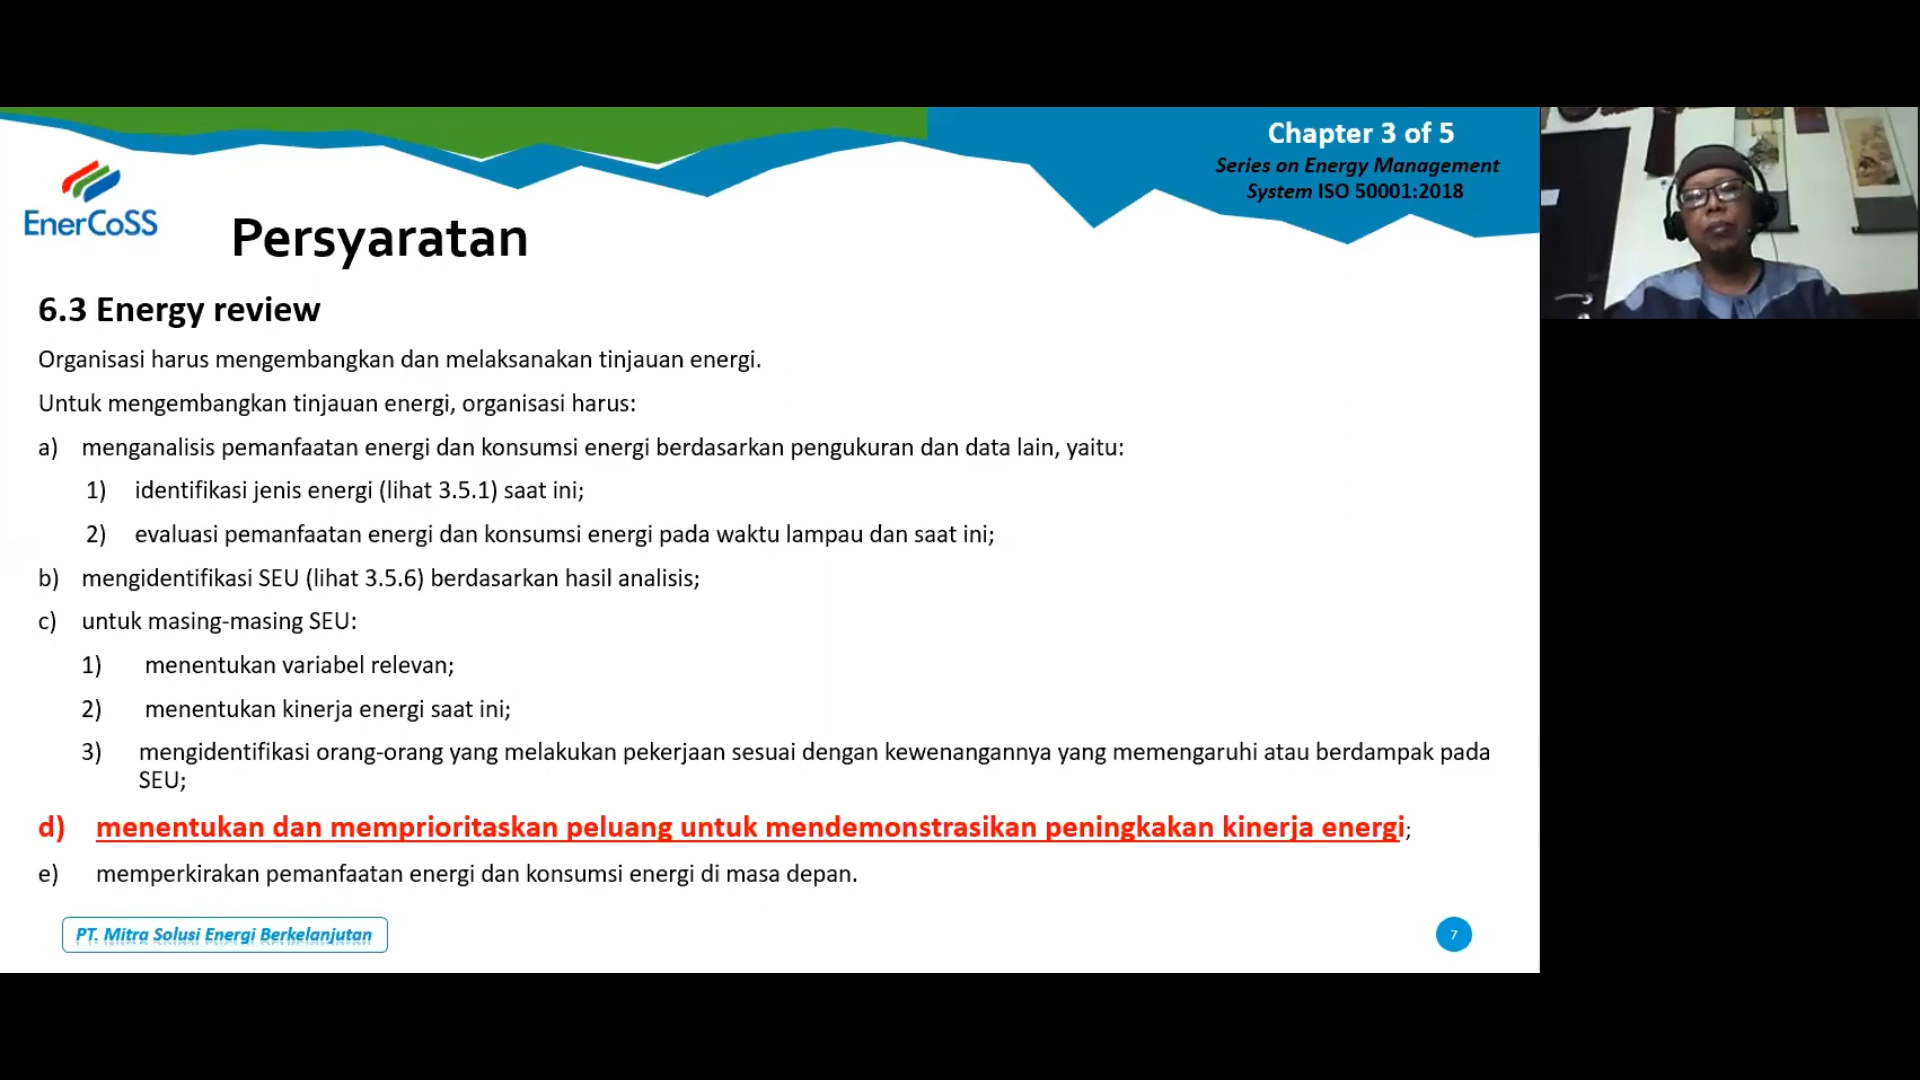 Chapter 3 of 5
Series on Energy Management
System ISO 50001:2018
EnerCoSS
Persyaratan
6.3 Energy review
Organisasi harus mengembangkan dan melaksanakan tinjauan energi.
Untuk mengembangkan tinjauan energi, organisasi harus:
a) menganalisis pemanfaatan energi dan konsumsi energi berdasarkan pengukuran dan data lain, yaitu:
1) identifikasi jenis energi (lihat 3.5.1) saat ini;
2) evaluasi pemanfaatan energi dan konsumsi energi pada waktu lampau dan saat ini;
b) mengidentifikasi SEU (lihat 3.5.6) berdasarkan hasil analisis;
c) untuk masing-masing SEU:
1) menentukan variabel relevan;
2) menentukan kinerja energi saat ini;
3) mengidentifikasi orang-orang yang melakukan pekerjaan sesuai dengan kewenangannya yang memengaruhi atau berdampak pada
SEU;
d) menentukan dan memprioritaskan peluang untuk mendemonstrasikan peningkakan kinerja energi;
e) memperkirakan pemanfaatan energi dan konsumsi energi di masa depan.
PT. Mitra Solusi Energi Berkelanjutan
7